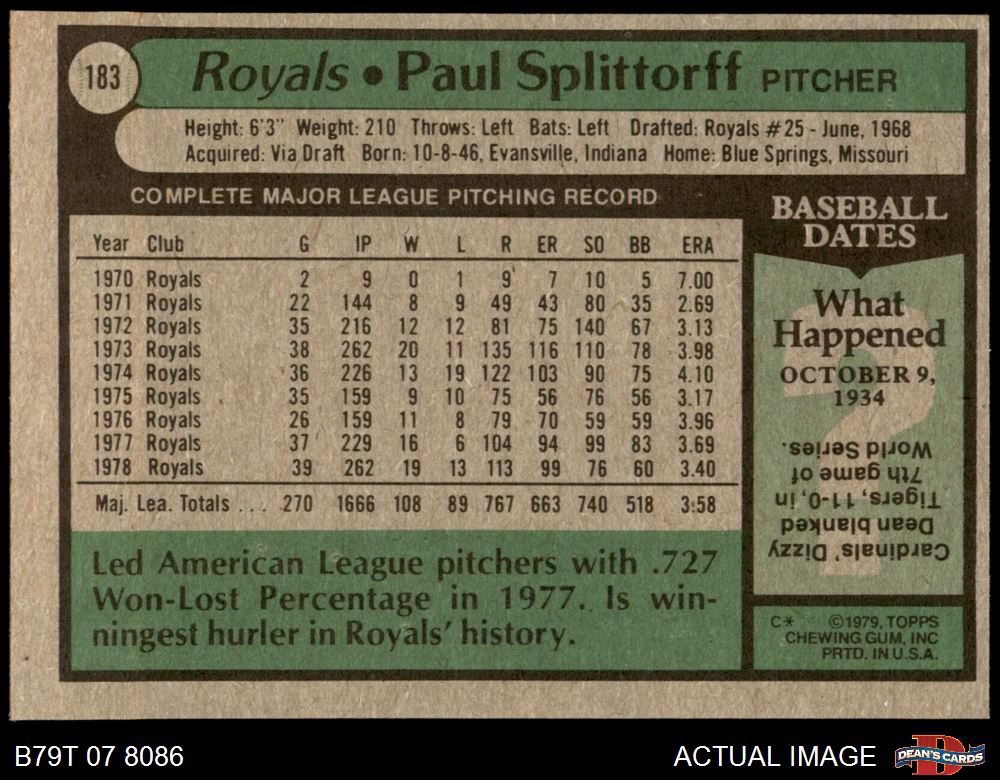 183 Royals • Paul Splittorff PITCHER
Height: 6'3" Weight: 210 Throws: Left Bats: Left Drafted: Royals #25 - June, 1968
Acquired: Via Draft Born: 10-8-46, Evansville, Indiana Home: Blue Springs, Missouri
COMPLETE MAJOR LEAGUE PITCHING RECORD
Year Club G IP W L R ER SO BB ERA
1970 Royals 2 9 0 1 9 7 10 5 7.00
1971 Royals 22 144 8 9 49 43 80 35 2.69
1972 Royals 35 216 12 12 81 75 140 67 3.13
1973 Royals 38 262 20 11 135 116 110 78 3.98
1974 Royals 36 226 13 19 122 103 90 75 4.10
1975 Royals 35 159 9 10 75 56 76 56 3.17
1976 Royals 26 159 11 8 79 70 59 59 3.96
1977 Royals 37 229 16 6 104 94 99 83 3.69
1978 Royals 39 262 19 13 113 99 76 60 3.40
Maj. Lea. Totals ... 270 1666 108 89 767 663 740 518 3:58
Led American League pitchers with .727
Won-Lost Percentage in 1977. Is win-
ningest hurler in Royals' history.
BASEBALL
DATES
What
Happened
OCTOBER 9,
1934
?
Cardinals' Dizzy
Dean blanked
Tigers, 11-0, in
7th game of
World Series.
C* ©1979, TOPPS
CHEWING GUM, INC
PRTD. IN U.S.A.
B79T 07 8086
ACTUAL IMAGE
D
DEAN'S CARDS